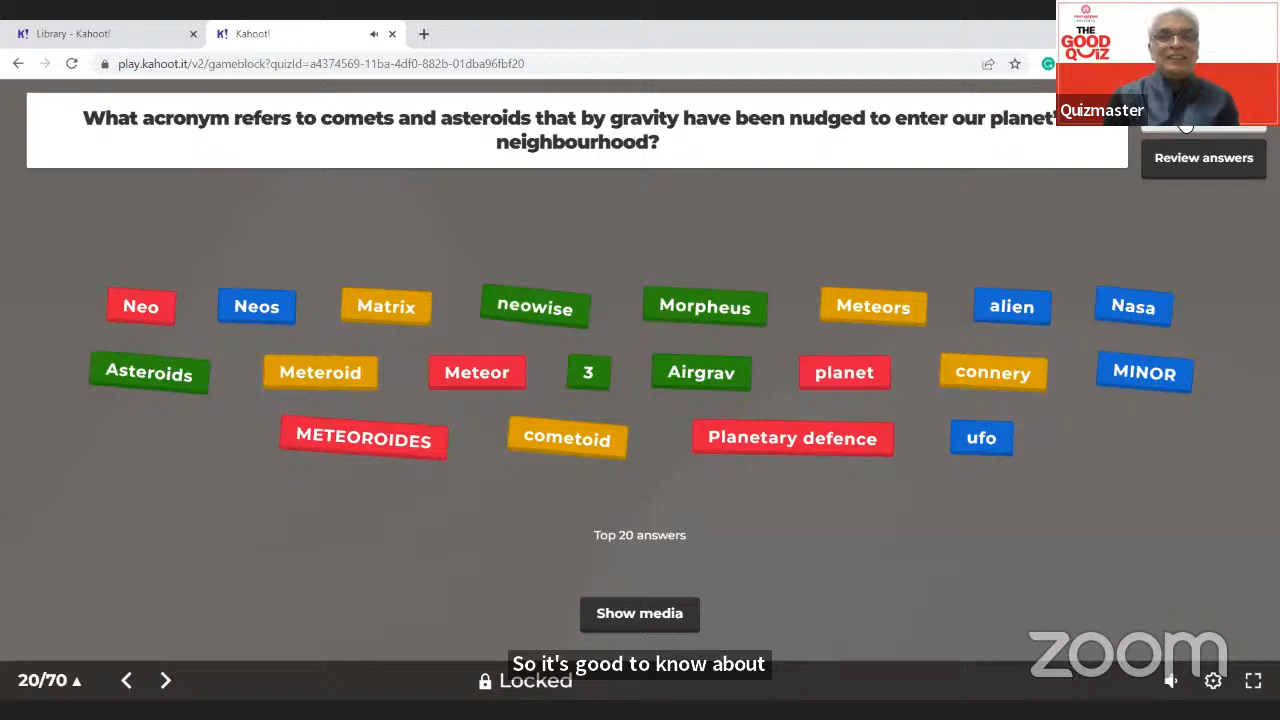 Library - Kahoot!
Kahoot!
play.kahoot.it/v2/gameblock?quizId=a4374569-01ba-4df0-882b-01dba96fbf20
THE
GOOD
QUIZ
Quizmaster
What acronym refers to comets and asteroids that by gravity have been nudged to enter our planet'
neighbourhood?
Review answers
Neo Neos Matrix neowise Morpheus Meteors alien Nasa
Asteroids Meteroid Meteor 3 Airgrav planet connery MINOR
METEOROIDES cometoid Planetary defence ufo
Top 20 answers
Show media
So it's good to know about
zoom
20/70
Locked